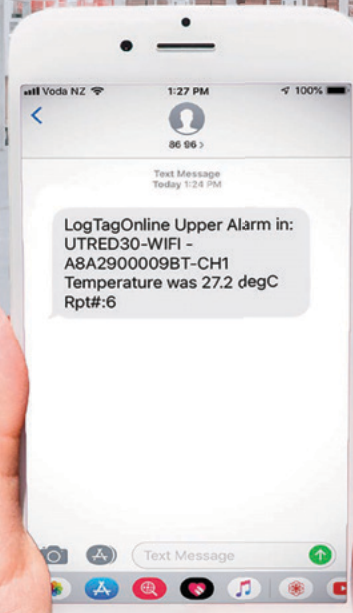 Voda NZ
1:27 PM
100%
86 96 >
Text Message
Today 1:24 PM
LogTagOnline Upper Alarm in:
UTRED30-WIFI -
A8A2900009BT-CH1
Temperature was 27.2 degC
Rpt#:6
Text Message